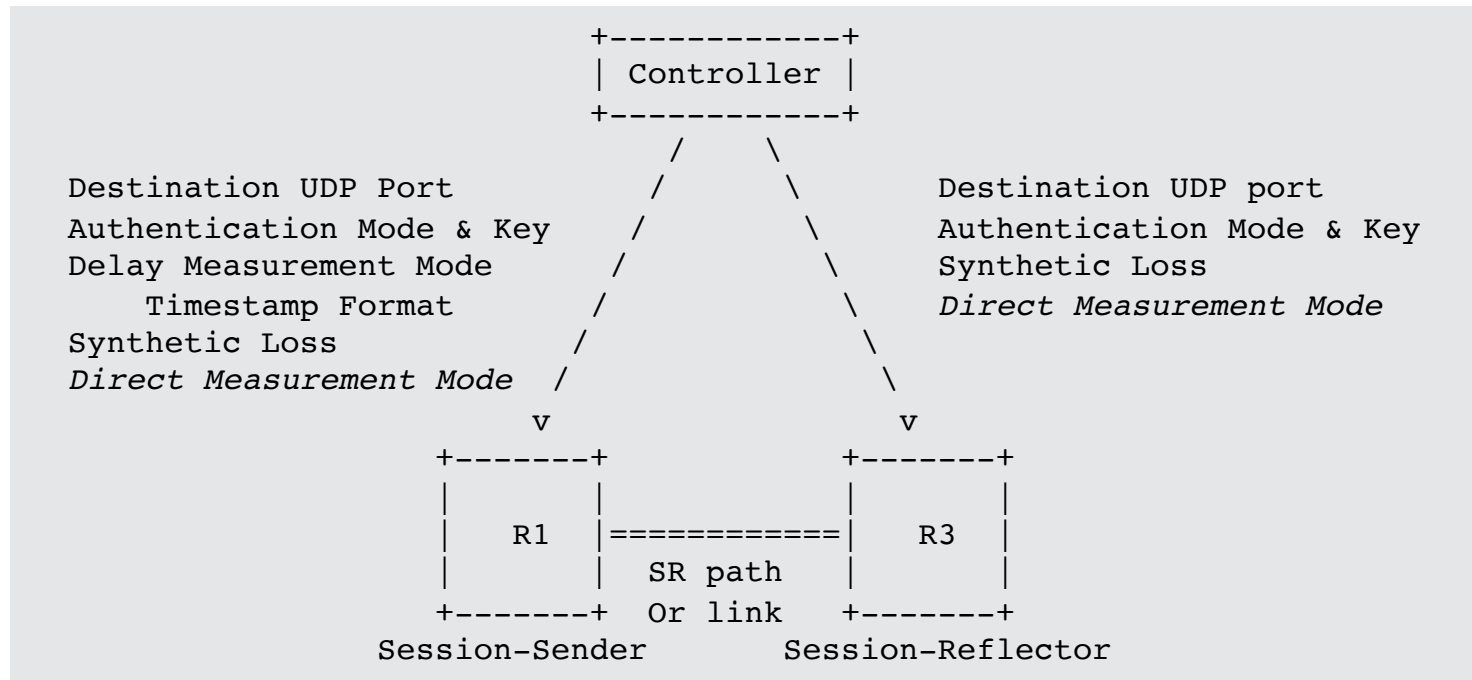 Controller
Destination UDP Port
Authentication Mode & Key
Delay Measurement Mode
Timestamp Format
Synthetic Loss
Direct Measurement Mode
Destination UDP port
Authentication Mode & Key
Synthetic Loss
Direct Measurement Mode
v
v
R1
R3
SR path
Or link
Session-Sender
Session-Reflector